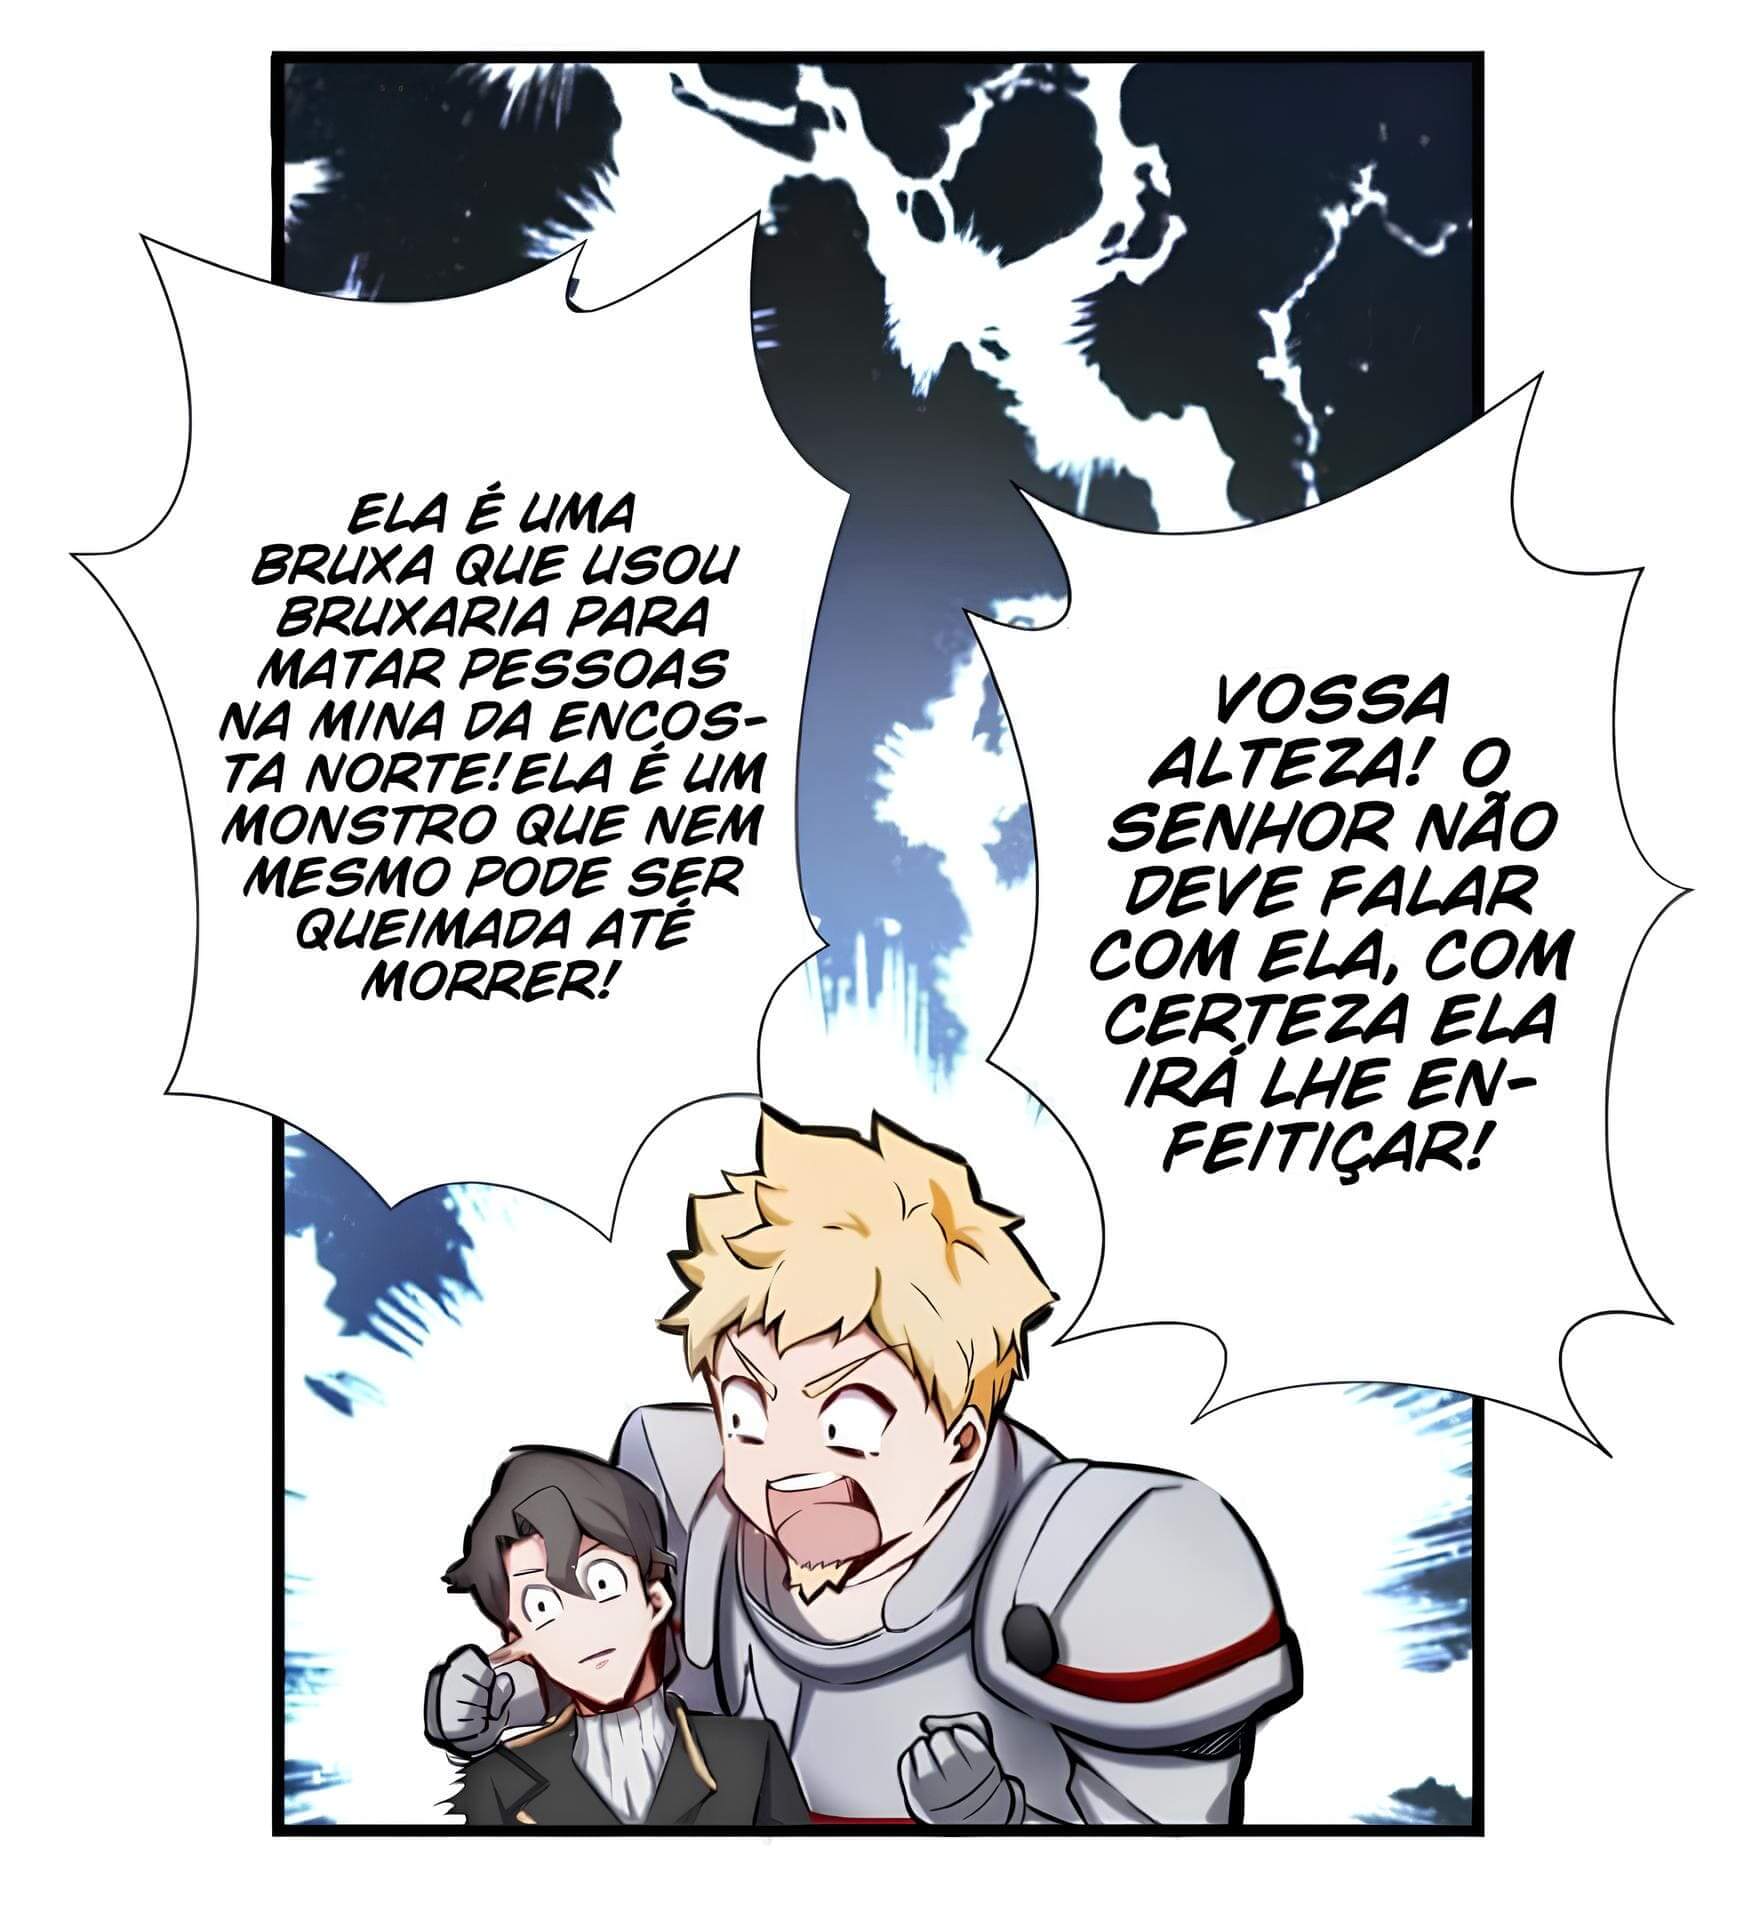 ELA É UMA
BRUXA QUE USOU
BRUXARIA PARA
MATAR PESSOAS
NA MINA DA ENCOS-
TA NORTE! ELA É UM
MONSTRO QUE NEM
MESMO PODE SER
QUEIMADA ATÉ
MORRER!
VOSSA
ALTEZA! O
SENHOR NÃO
DEVE FALAR
COM ELA, COM
CERTEZA ELA
IRÁ LHE EN-
FEITIÇAR!